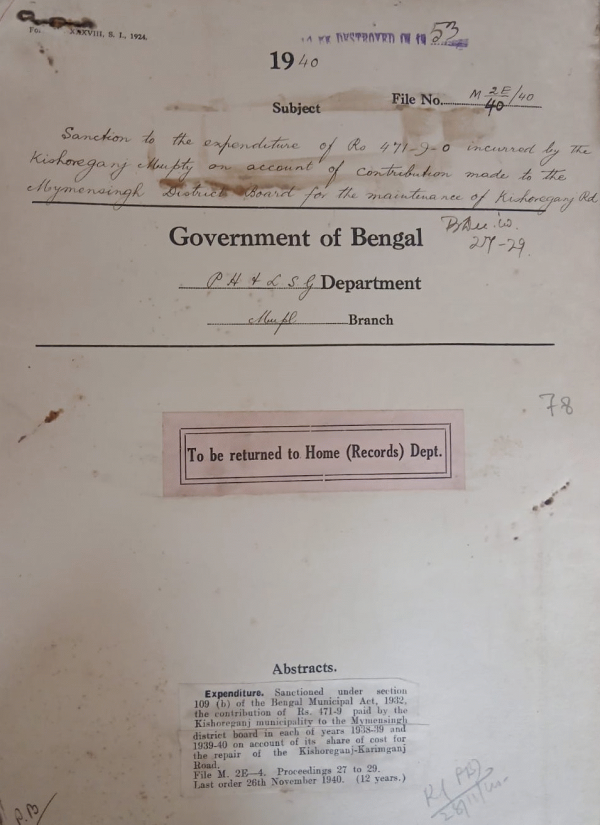 XXXVIII, S. I., 1924.
TO BE DESTROYED IN 19 53
1940
Subject
File No. M 2E/40 /40
Sanction to the expenditure of Rs 471-9-0 incurred by the
Kishoreganj Mupty on account of contribution made to the
Mymensingh District Board for the maintenance of Kishoreganj Rd
27-29
Government of Bengal
P H & L S G Department
Mupl Branch
78
To be returned to Home (Records) Dept.
Abstracts.
Expenditure. Sanctioned under section
109 (b) of the Bengal Municipal Act, 1932,
the contribution of Rs. 471-9 paid by the
Kishoreganj municipality to the Mymensingh
district board in each of years 1938-39 and
1939-40 on account of its share of cost for
the repair of the Kishoreganj-Karimganj
Road.
File M. 2E—4. Proceedings 27 to 29.
Last order 26th November 1940. (12 years.)